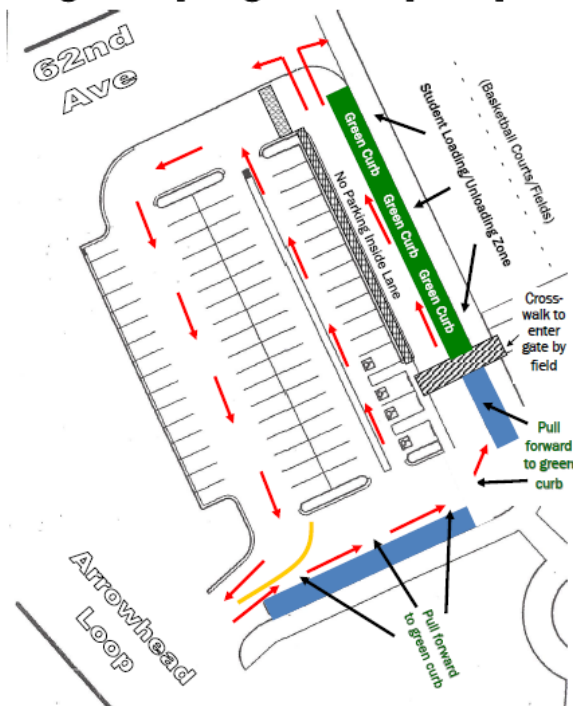 62nd
Ave
Green Curb
Green Curb
Green Curb
No Parking Inside Lane
Student Loading/Unloading Zone
(Basketball Courts/Fields)
Cross-
walk to
enter
gate by
field
Pull
forward
to green
curb
Arrowhead
Loop
Pull forward
to green curb